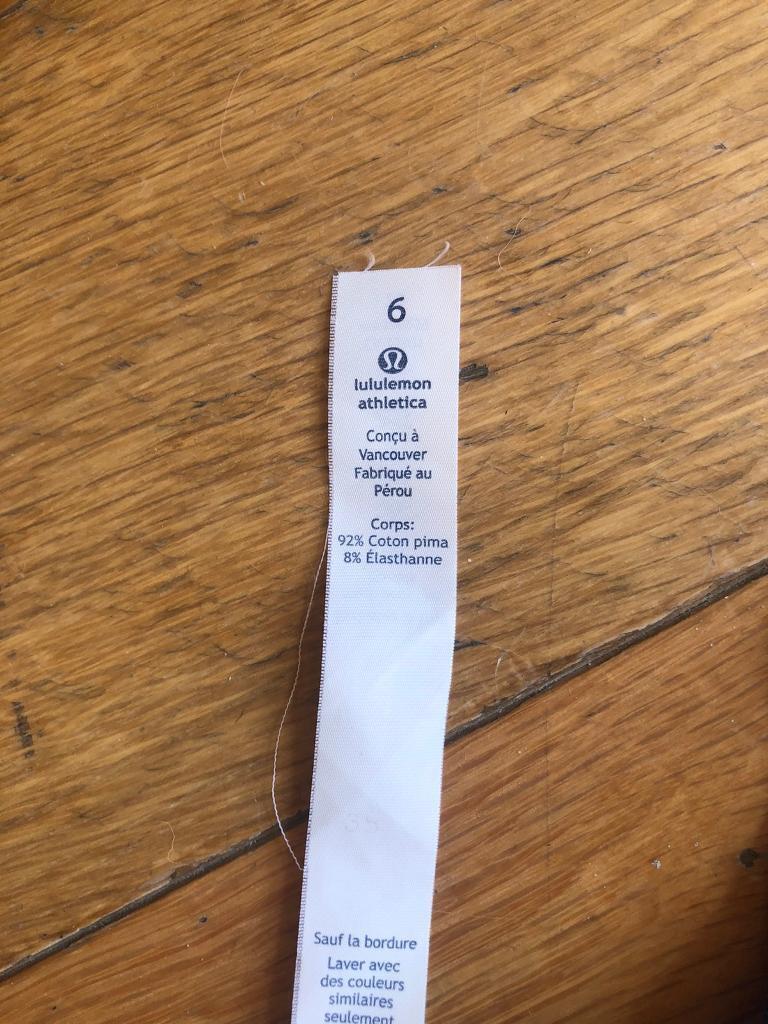 6
lululemon
athletica
Conçu à
Vancouver
Fabriqué au
Pérou
Corps:
92% Coton pima
8% Élasthanne
Sauf la bordure
Laver avec
des couleurs
similaires
seulement